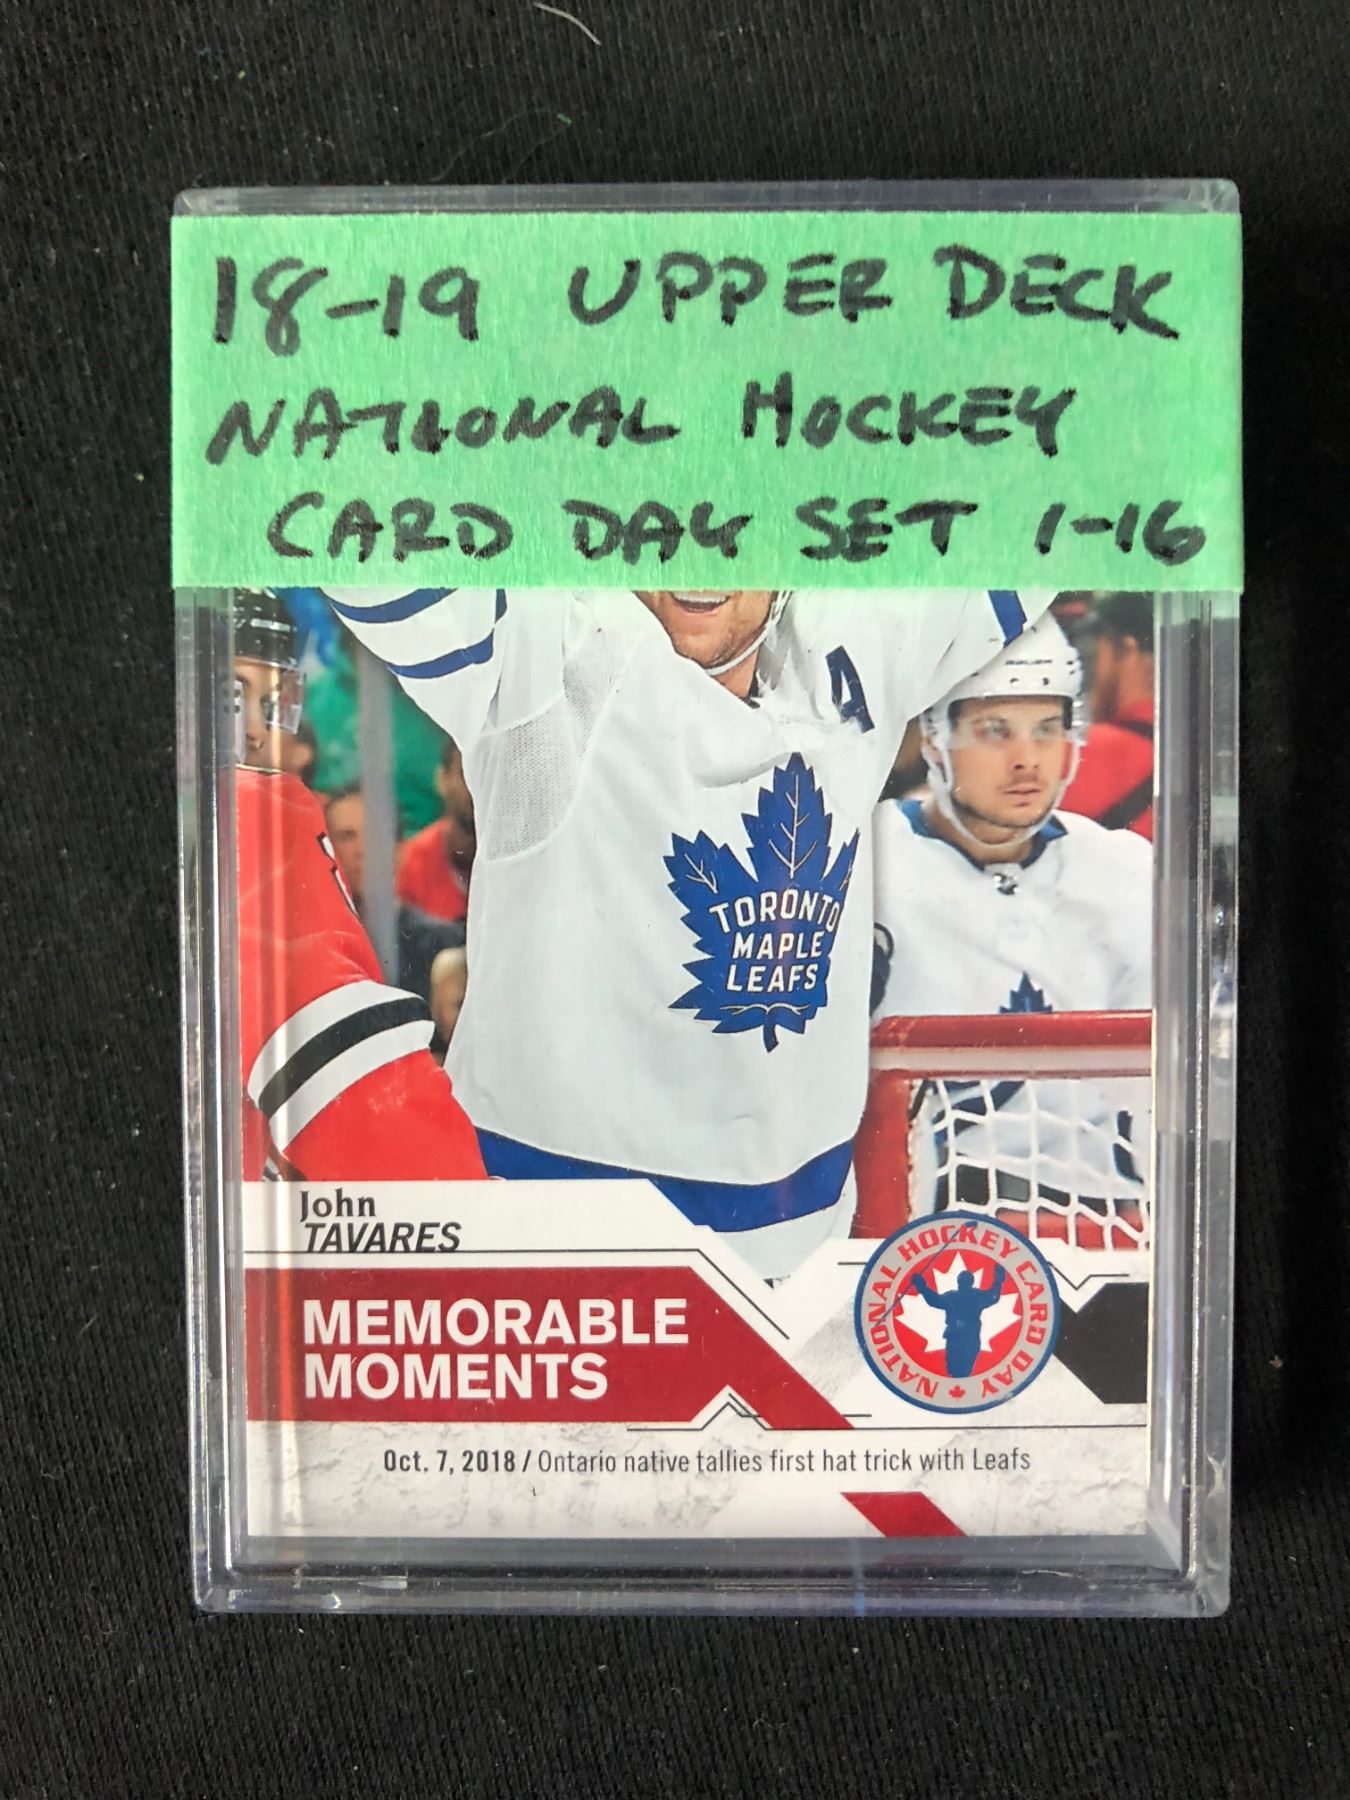 18-19 UPPER DECK
NATIONAL HOCKEY
CARD DAY SET 1-16
A
TORONTO
MAPLE
LEAFS
John
TAVARES
NATIONAL HOCKEY CARD DAY
MEMORABLE
MOMENTS
Oct. 7, 2018 / Ontario native tallies first hat trick with Leafs